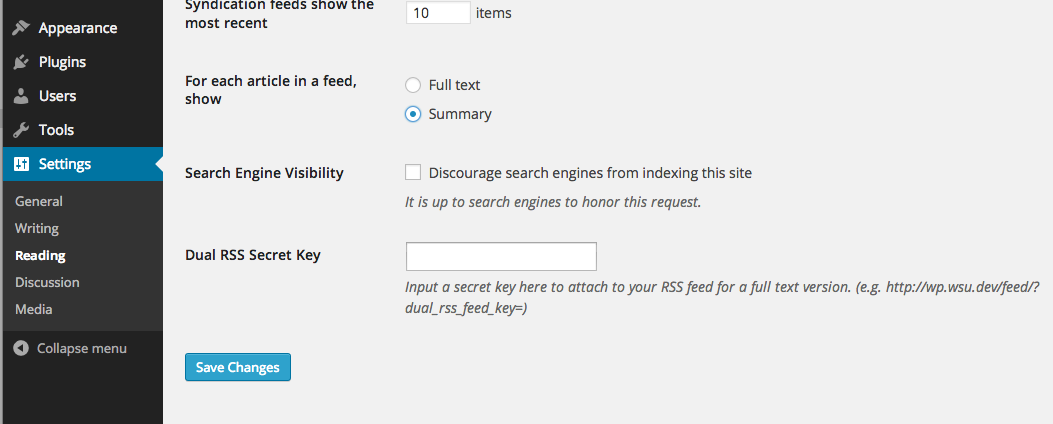 Appearance
Plugins
Users
Tools
Settings
General
Writing
Reading
Discussion
Media
Collapse menu
Syndication feeds show the
most recent
10 items
For each article in a feed,
show
Full text
Summary
Search Engine Visibility
Discourage search engines from indexing this site
It is up to search engines to honor this request.
Dual RSS Secret Key
Input a secret key here to attach to your RSS feed for a full text version. (e.g. http://wp.wsu.dev/feed/?
dual_rss_feed_key=)
Save Changes